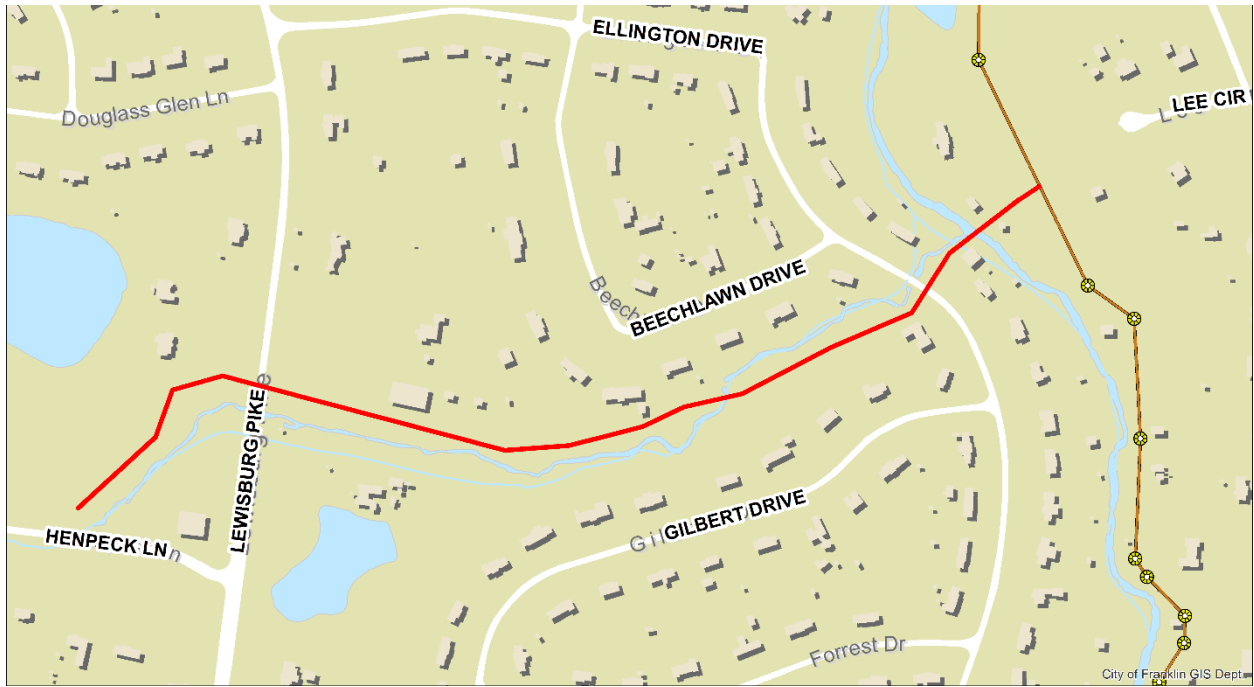 ELLINGTON DRIVE
Douglass Glen Ln
LEE CIR
Beech
BEECHLAWN DRIVE
LEWISBURG PIKE
GILBERT DRIVE
HENPECK LN
Forrest Dr
City of Franklin GIS Dept.